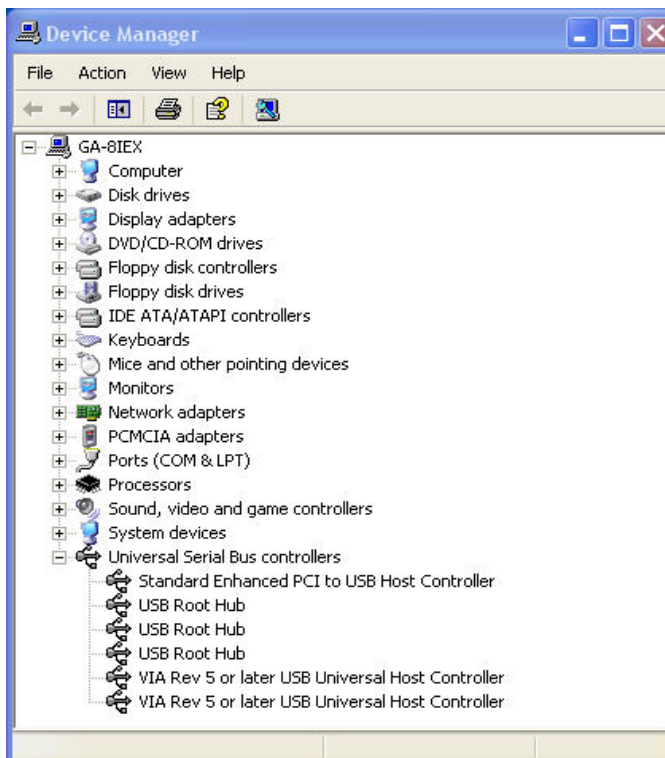 Device Manager
File Action View Help
GA-8IEX
Computer
Disk drives
Display adapters
DVD/CD-ROM drives
Floppy disk controllers
Floppy disk drives
IDE ATA/ATAPI controllers
Keyboards
Mice and other pointing devices
Monitors
Network adapters
PCMCIA adapters
Ports (COM & LPT)
Processors
Sound, video and game controllers
System devices
Universal Serial Bus controllers
Standard Enhanced PCI to USB Host Controller
USB Root Hub
USB Root Hub
USB Root Hub
VIA Rev 5 or later USB Universal Host Controller
VIA Rev 5 or later USB Universal Host Controller